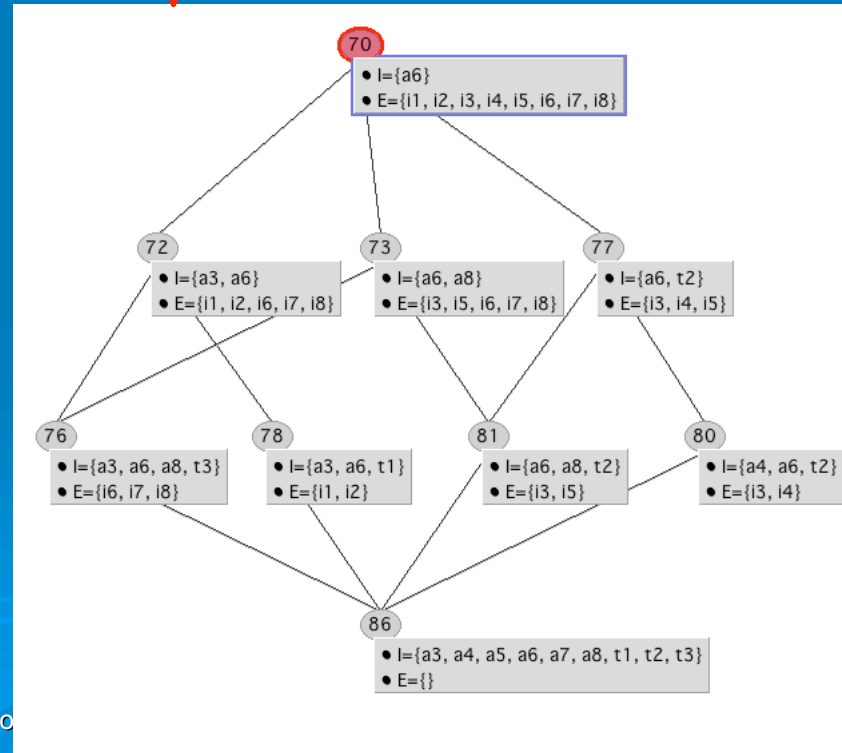 70
• I={a6}
• E={i1, i2, i3, i4, i5, i6, i7, i8}
72
• I={a3, a6}
• E={i1, i2, i6, i7, i8}
73
• I={a6, a8}
• E={i3, i5, i6, i7, i8}
77
• I={a6, t2}
• E={i3, i4, i5}
76
• I={a3, a6, a8, t3}
• E={i6, i7, i8}
78
• I={a3, a6, t1}
• E={i1, i2}
81
• I={a6, a8, t2}
• E={i3, i5}
80
• I={a4, a6, t2}
• E={i3, i4}
86
• I={a3, a4, a5, a6, a7, a8, t1, t2, t3}
• E={}